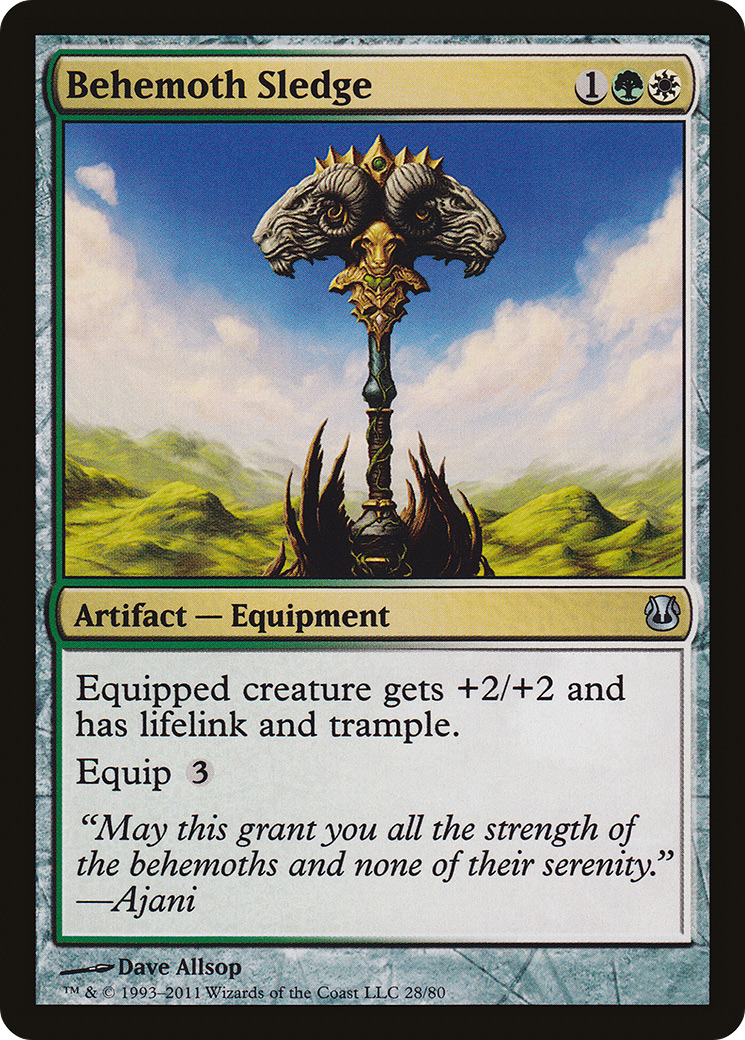 Behemoth Sledge 1
Artifact — Equipment
Equipped creature gets +2/+2 and
has lifelink and trample.
Equip 3
“May this grant you all the strength of
the behemoths and none of their serenity.”
—Ajani
Dave Allsop
™ & © 1993–2011 Wizards of the Coast LLC 28/80